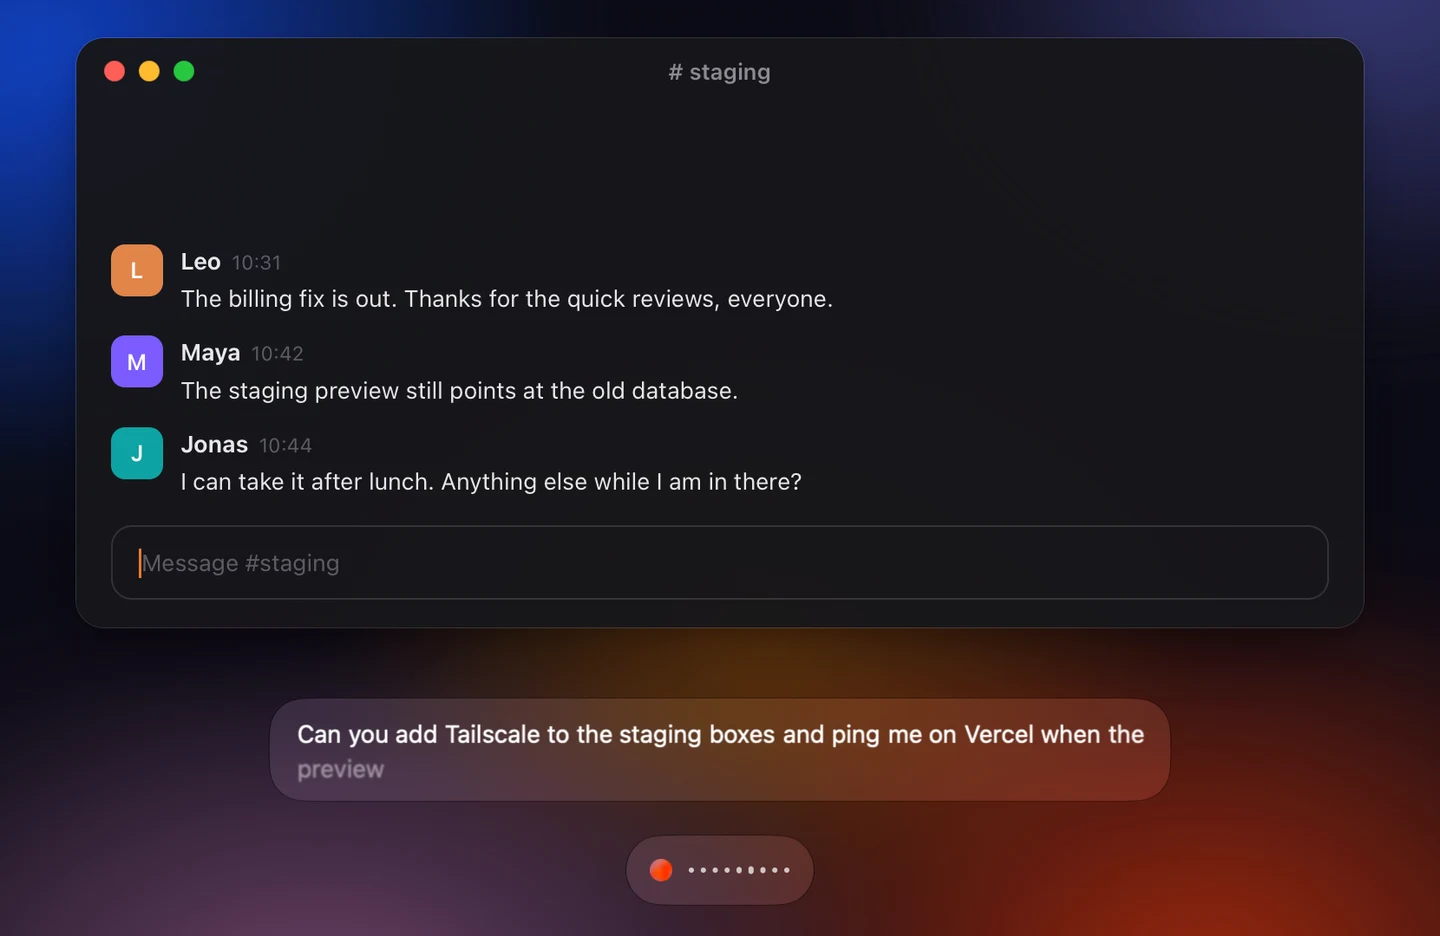 # staging
L
Leo 10:31
The billing fix is out. Thanks for the quick reviews, everyone.
M
Maya 10:42
The staging preview still points at the old database.
J
Jonas 10:44
I can take it after lunch. Anything else while I am in there?
Message #staging
Can you add Tailscale to the staging boxes and ping me on Vercel when the
preview